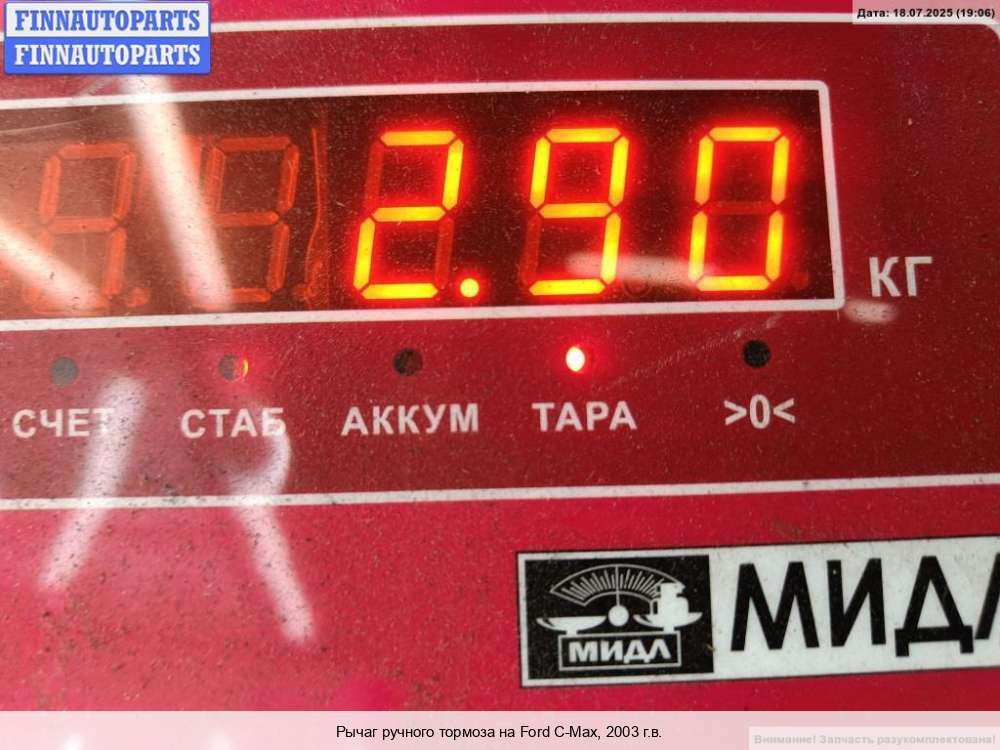 FINNAUTOPARTS
FINNAUTOPARTS
Дата: 18.07.2025 (19:06)
2.90
КГ
СЧЕТ СТАБ АККУМ ТАРА >0<
МИДЛ
МИДЛ
Рычаг ручного тормоза на Ford C-Max, 2003 г.в.
Внимание! Запчасть разукомплектована!